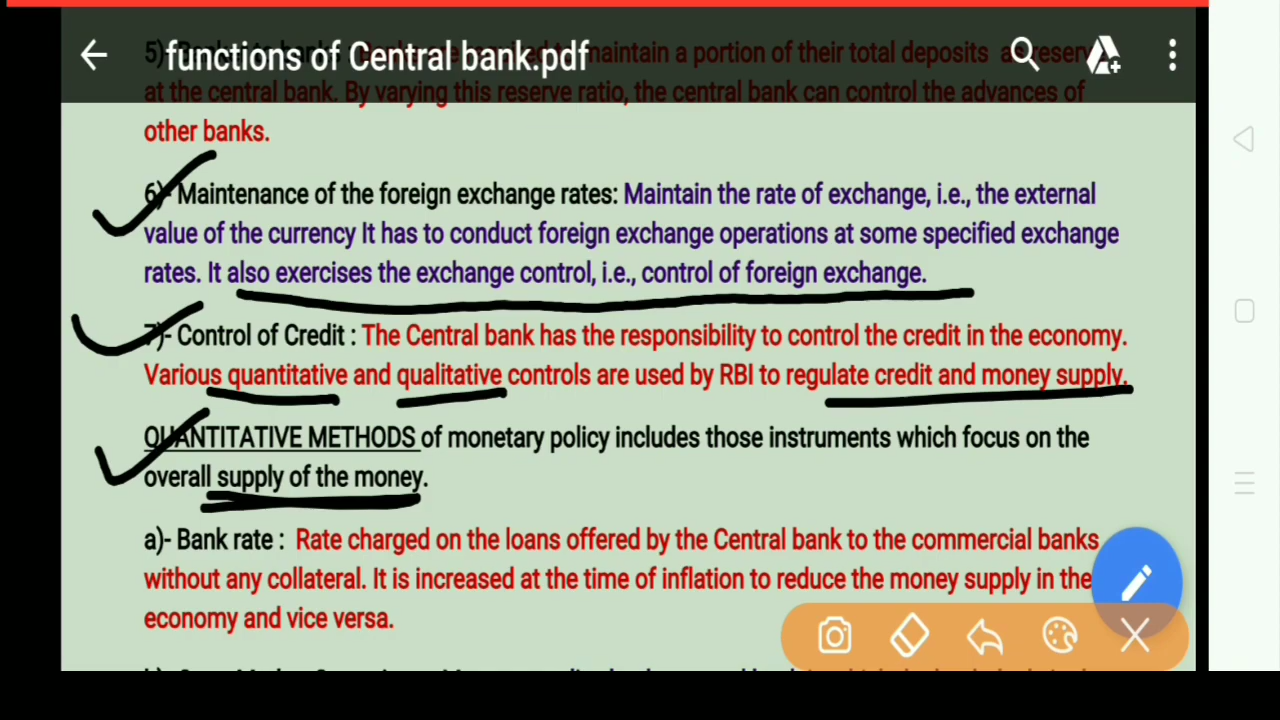 functions of Central bank.pdf
maintain a portion of their total deposits as reserv
at the central bank. By varying this reserve ratio, the central bank can control the advances of
other banks.
6)- Maintenance of the foreign exchange rates: Maintain the rate of exchange, i.e., the external
value of the currency It has to conduct foreign exchange operations at some specified exchange
rates. It also exercises the exchange control, i.e., control of foreign exchange.
7)- Control of Credit : The Central bank has the responsibility to control the credit in the economy.
Various quantitative and qualitative controls are used by RBI to regulate credit and money supply.
QUANTITATIVE METHODS of monetary policy includes those instruments which focus on the
overall supply of the money.
a)- Bank rate : Rate charged on the loans offered by the Central bank to the commercial banks
without any collateral. It is increased at the time of inflation to reduce the money supply in the
economy and vice versa.